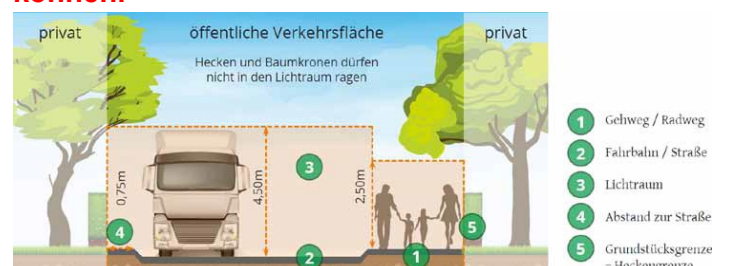 können.
privat
öffentliche Verkehrsfläche
privat
Hecken und Baumkronen dürfen
nicht in den Lichtraum ragen
0,75m
4,50m
2,50m
3
4
5
2
1
1 Gehweg / Radweg
2 Fahrbahn / Straße
3 Lichtraum
4 Abstand zur Straße
5 Grundstücksgrenze
= Heckengrenze